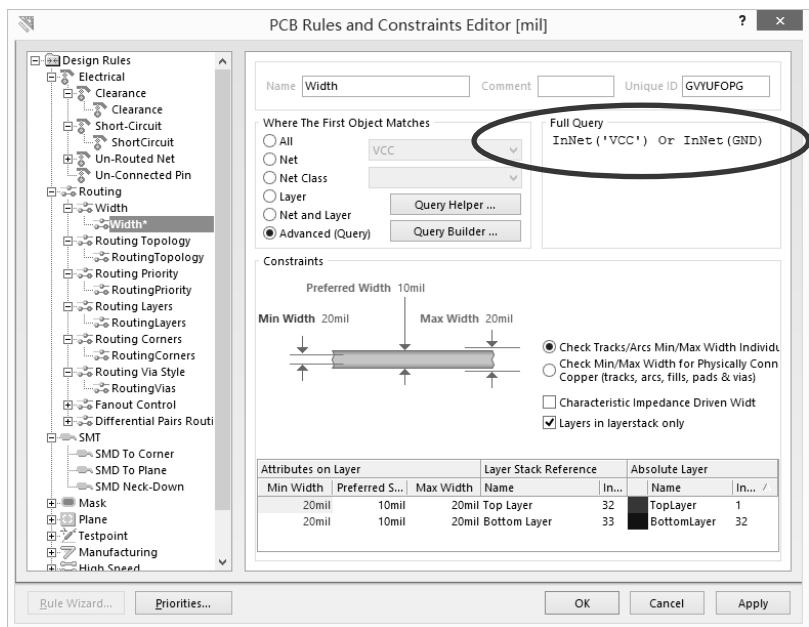 PCB Rules and Constraints Editor [mil]
?
×
Design Rules
Electrical
Clearance
Clearance
Short-Circuit
ShortCircuit
Un-Routed Net
Un-Connected Pin
Routing
Width
Width*
Routing Topology
RoutingTopology
Routing Priority
RoutingPriority
Routing Layers
RoutingLayers
Routing Corners
RoutingCorners
Routing Via Style
RoutingVias
Fanout Control
Differential Pairs Routi
SMT
SMD To Corner
SMD To Plane
SMD Neck-Down
Mask
Plane
Testpoint
Manufacturing
High Speed
Name Width Comment Unique ID GVYUFOPG
Where The First Object Matches
All
Net
Net Class
Layer
Net and Layer
Advanced (Query)
VCC
Query Helper ...
Query Builder ...
Full Query
InNet('VCC') Or InNet(GND)
Constraints
Preferred Width 10mil
Min Width 20mil Max Width 20mil
Check Tracks/Arcs Min/Max Width Individu
Check Min/Max Width for Physically Conn
Copper (tracks, arcs, fills, pads & vias)
Characteristic Impedance Driven Widt
Layers in layerstack only
Attributes on Layer Layer Stack Reference Absolute Layer
Min Width Preferred S... Max Width Name In... Name In...
20mil 10mil 20mil Top Layer 32 TopLayer 1
20mil 10mil 20mil Bottom Layer 33 BottomLayer 32
Rule Wizard... Priorities... OK Cancel Apply